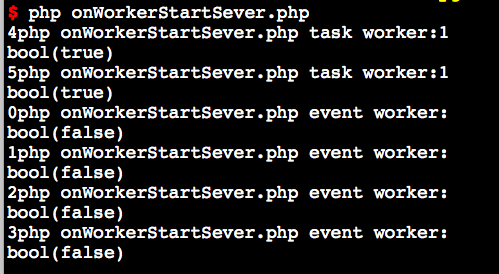 $ php onWorkerStartSever.php
4php onWorkerStartSever.php task worker:1
bool(true)
5php onWorkerStartSever.php task worker:1
bool(true)
0php onWorkerStartSever.php event worker:
bool(false)
1php onWorkerStartSever.php event worker:
bool(false)
2php onWorkerStartSever.php event worker:
bool(false)
3php onWorkerStartSever.php event worker:
bool(false)